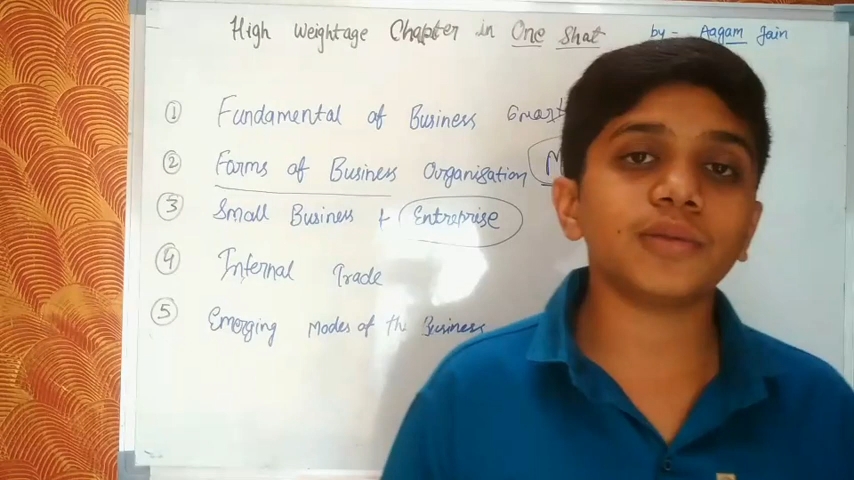 High Weightage Chapter in One Shot by - Aagam Jain
① Fundamental of Business
② Forms of Business Organisation
③ Small Business + Entreprise
④ Internal Trade
⑤ Emerging Modes of th Business